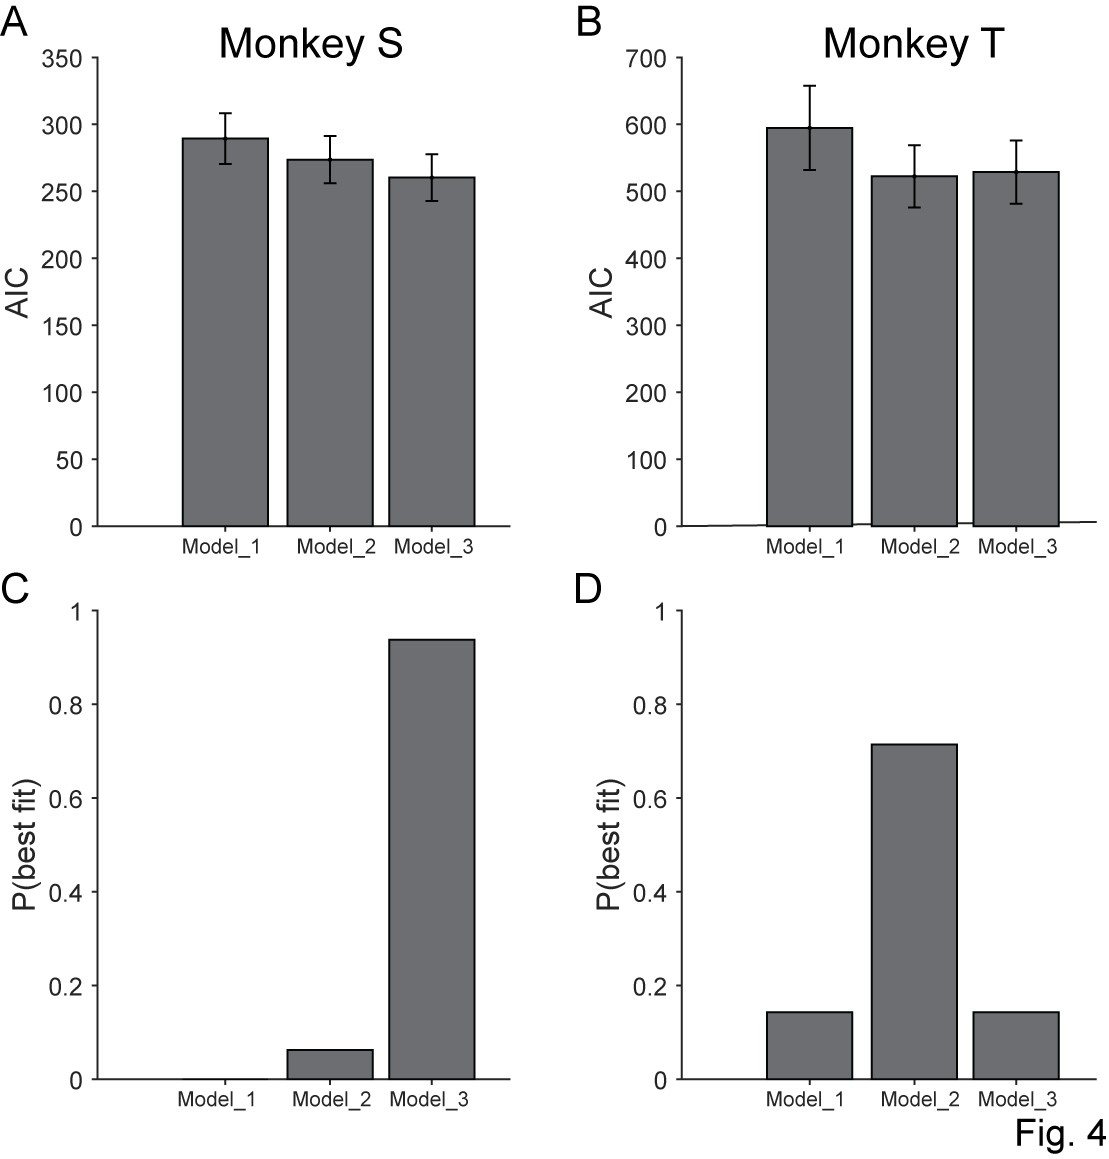 A
Monkey S
350
300
250
200
150
100
50
0
AIC
Model_1 Model_2 Model_3
B
Monkey T
700
600
500
400
300
200
100
0
AIC
Model_1 Model_2 Model_3
C
1
0.8
0.6
0.4
0.2
0
P(best fit)
Model_1 Model_2 Model_3
D
1
0.8
0.6
0.4
0.2
0
P(best fit)
Model_1 Model_2 Model_3
Fig. 4